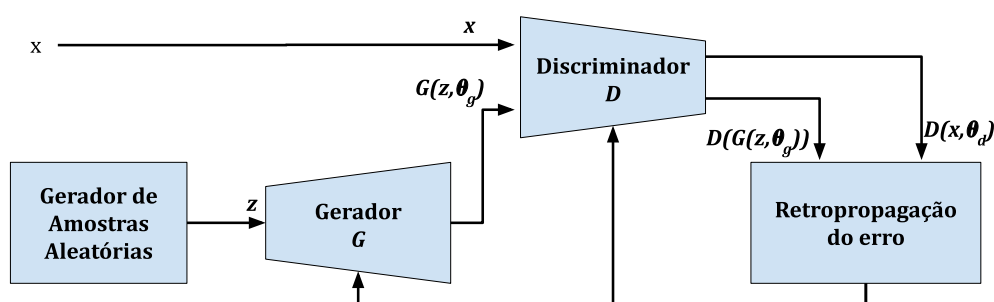 x
x
Discriminador
D
G(z,θg)
D(G(z,θg))
D(x,θd)
Gerador de
Amostras
Aleatórias
z
Gerador
G
Retropropagação
do erro